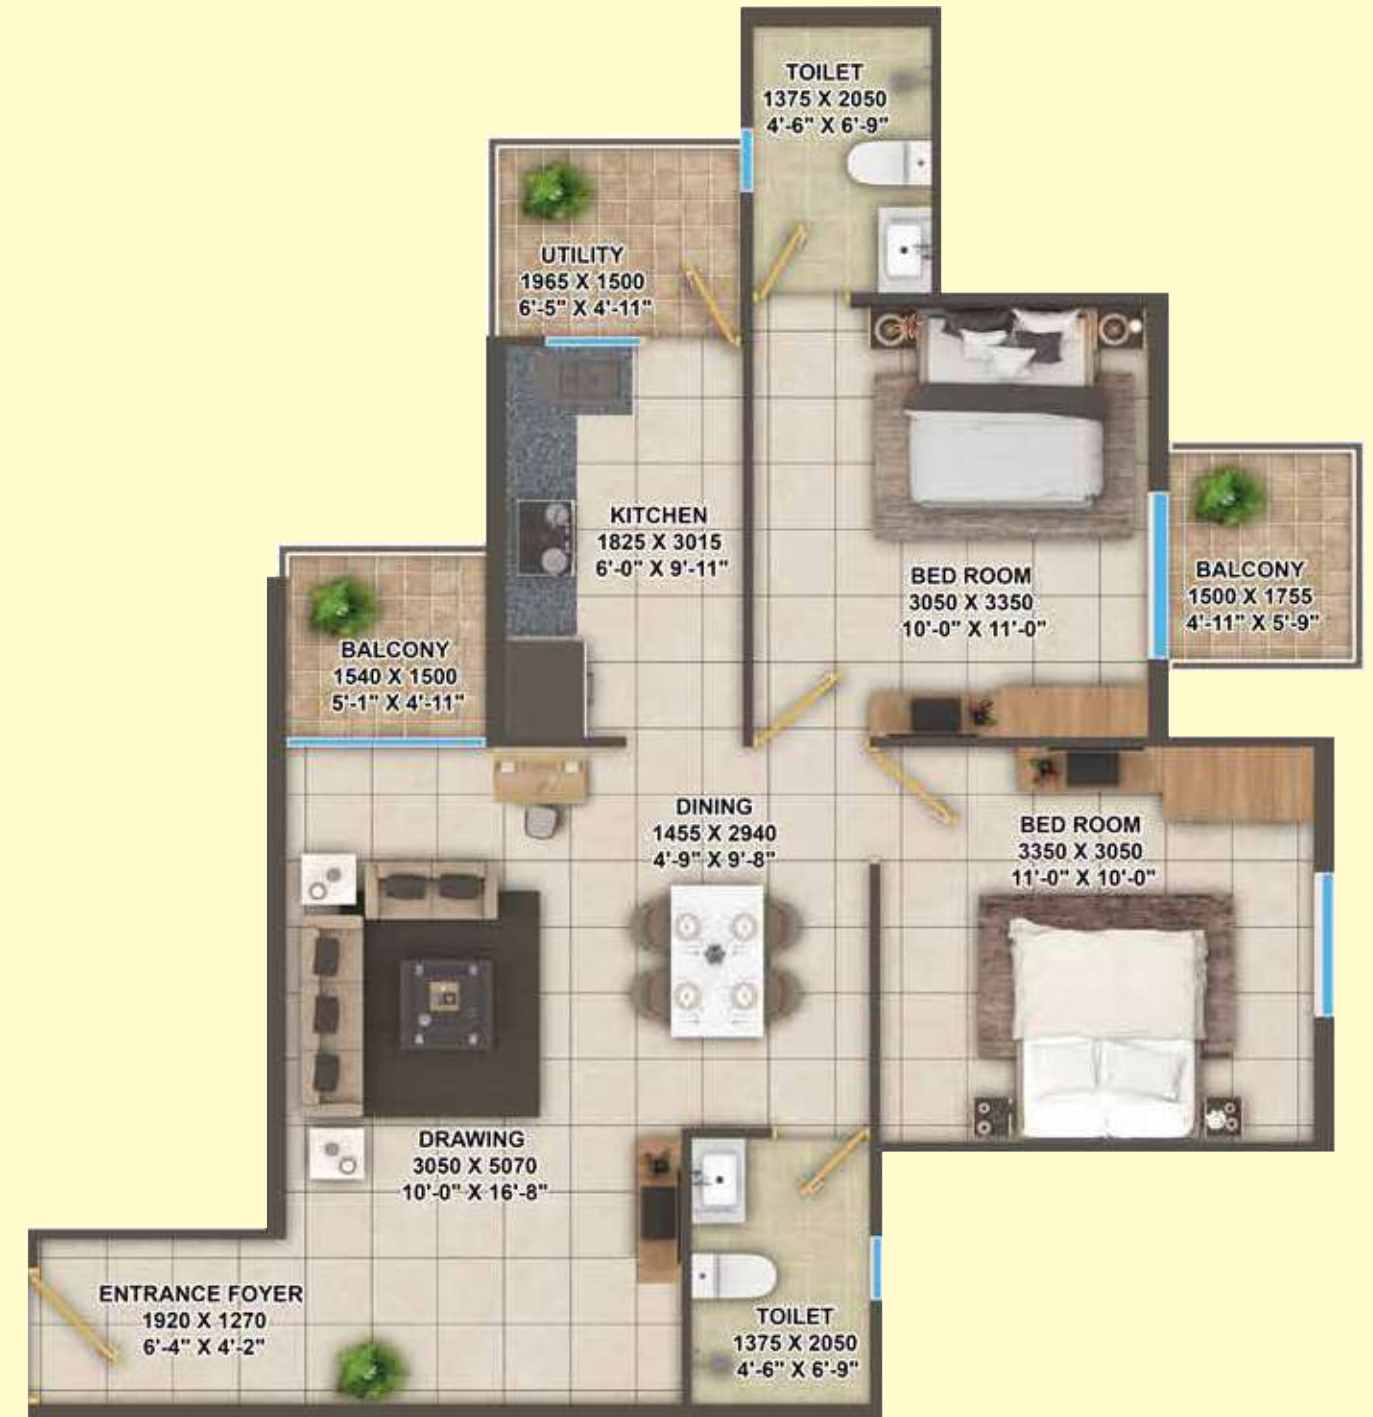 TOILET
1375 X 2050
4'-6" X 6'-9"
UTILITY
1965 X 1500
6'-5" X 4'-11"
KITCHEN
1825 X 3015
6'-0" X 9'-11"
BED ROOM
3050 X 3350
10'-0" X 11'-0"
BALCONY
1500 X 1755
4'-11" X 5'-9"
BALCONY
1540 X 1500
5'-1" X 4'-11"
DINING
1455 X 2940
4'-9" X 9'-8"
BED ROOM
3350 X 3050
11'-0" X 10'-0"
DRAWING
3050 X 5070
10'-0" X 16'-8"
ENTRANCE FOYER
1920 X 1270
6'-4" X 4'-2"
TOILET
1375 X 2050
4'-6" X 6'-9"